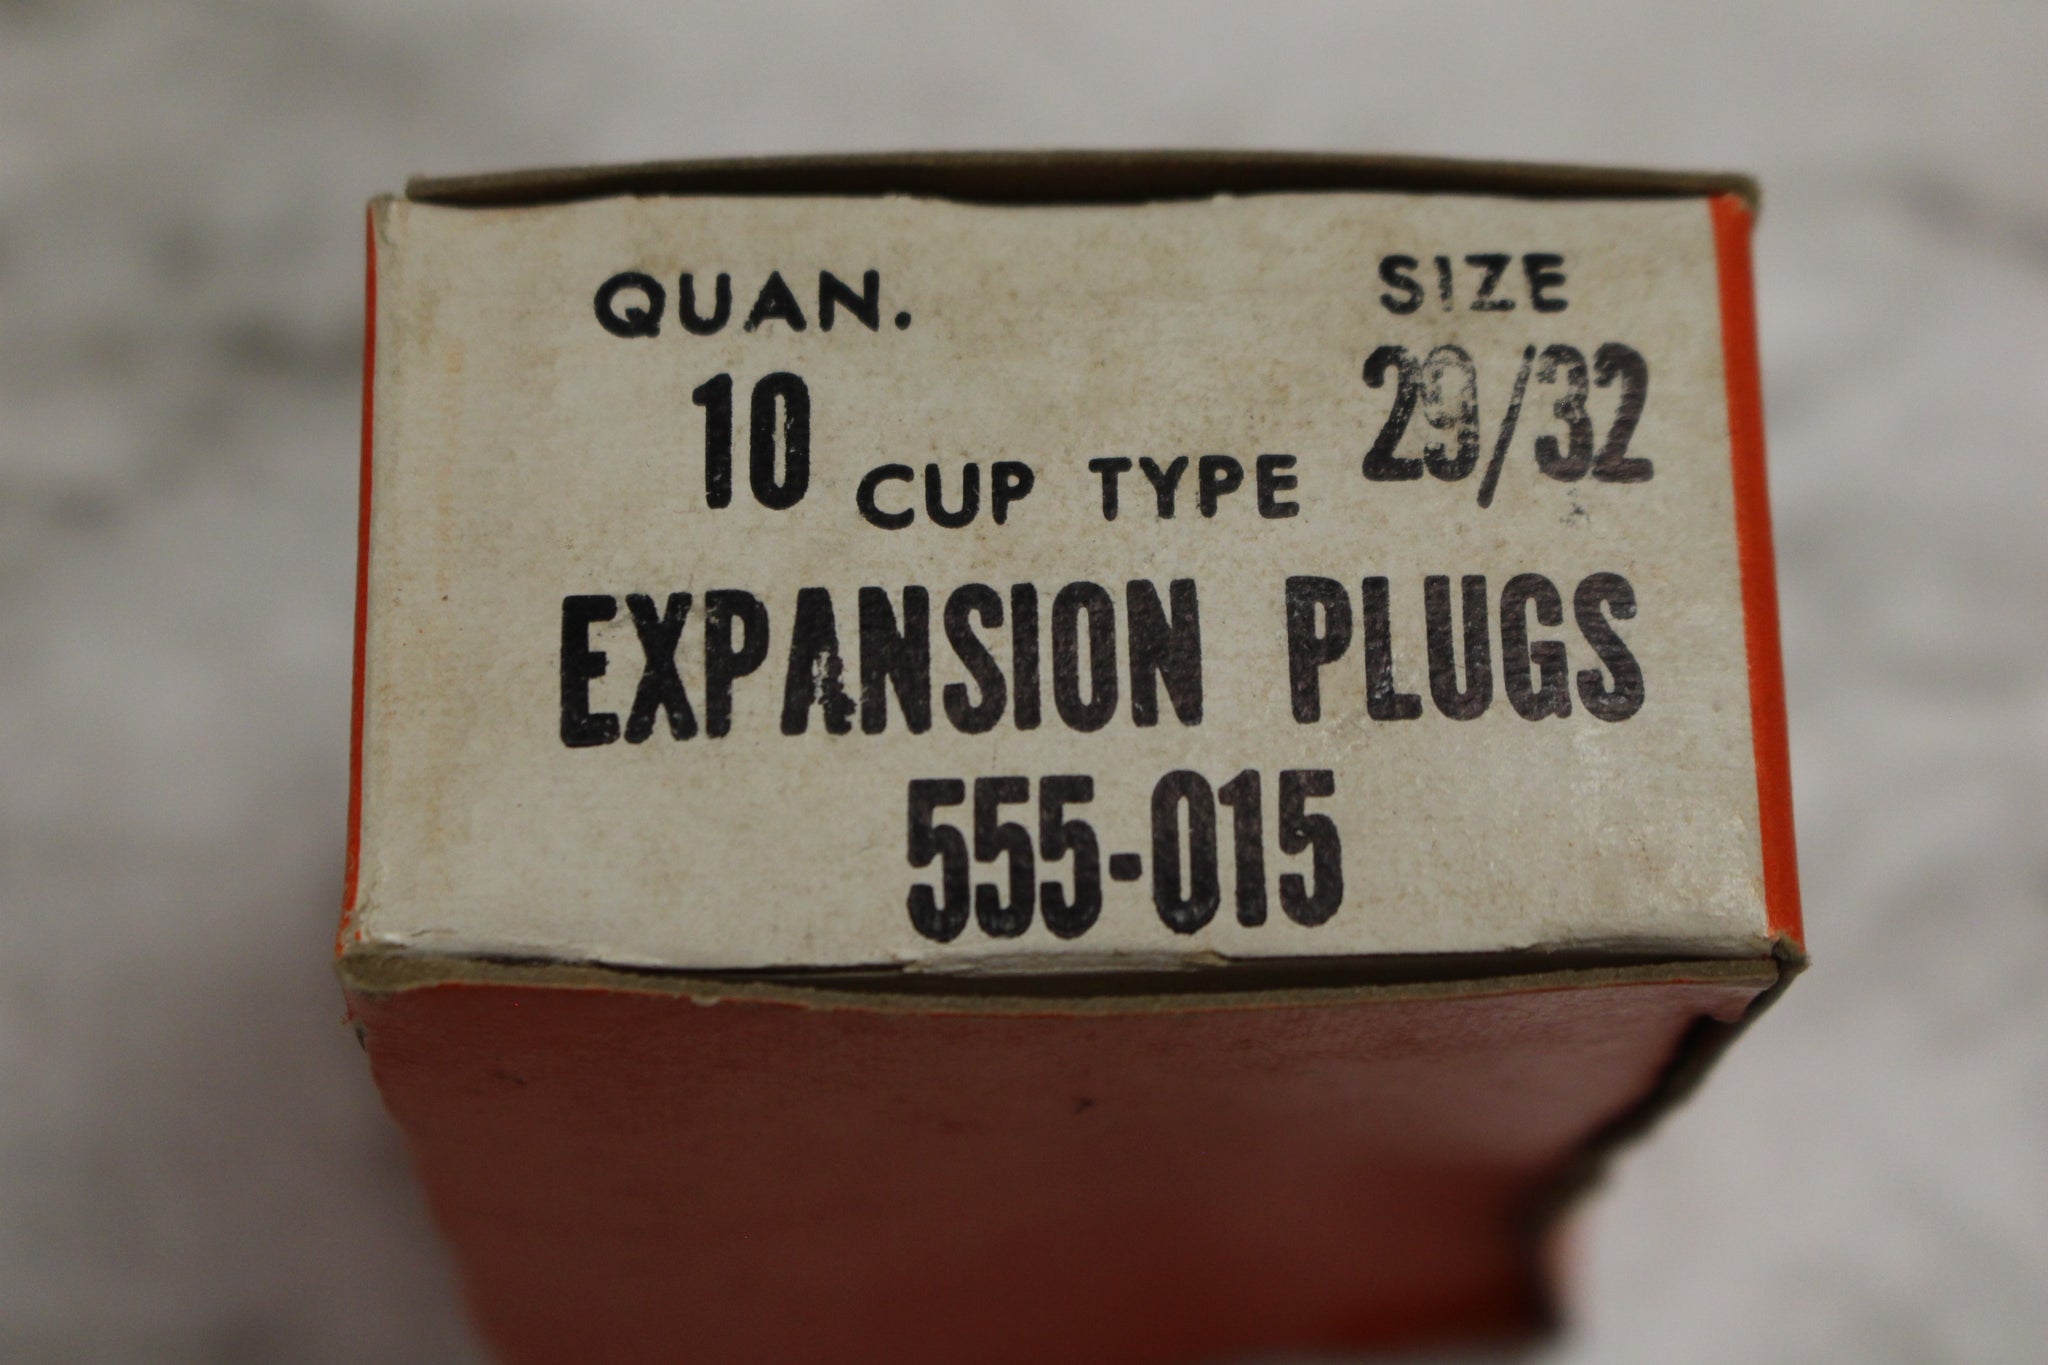 QUAN. SIZE
10 CUP TYPE 29/32
EXPANSION PLUGS
555-015